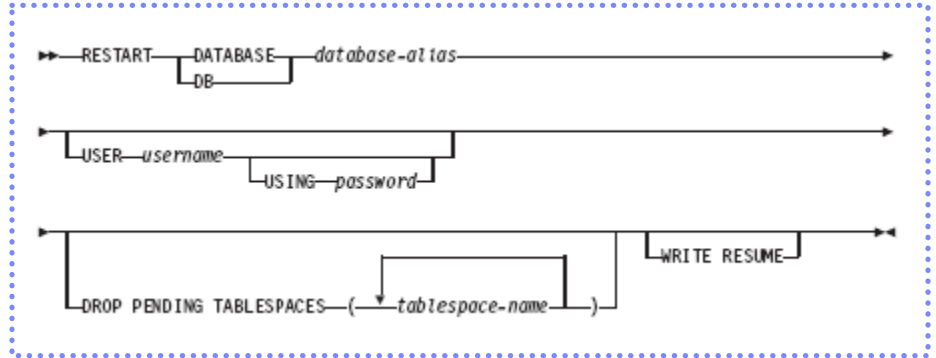 RESTART DATABASE database-alias
DB
USER username
USING password
WRITE RESUME
DROP PENDING TABLESPACES ( tablespace-name )